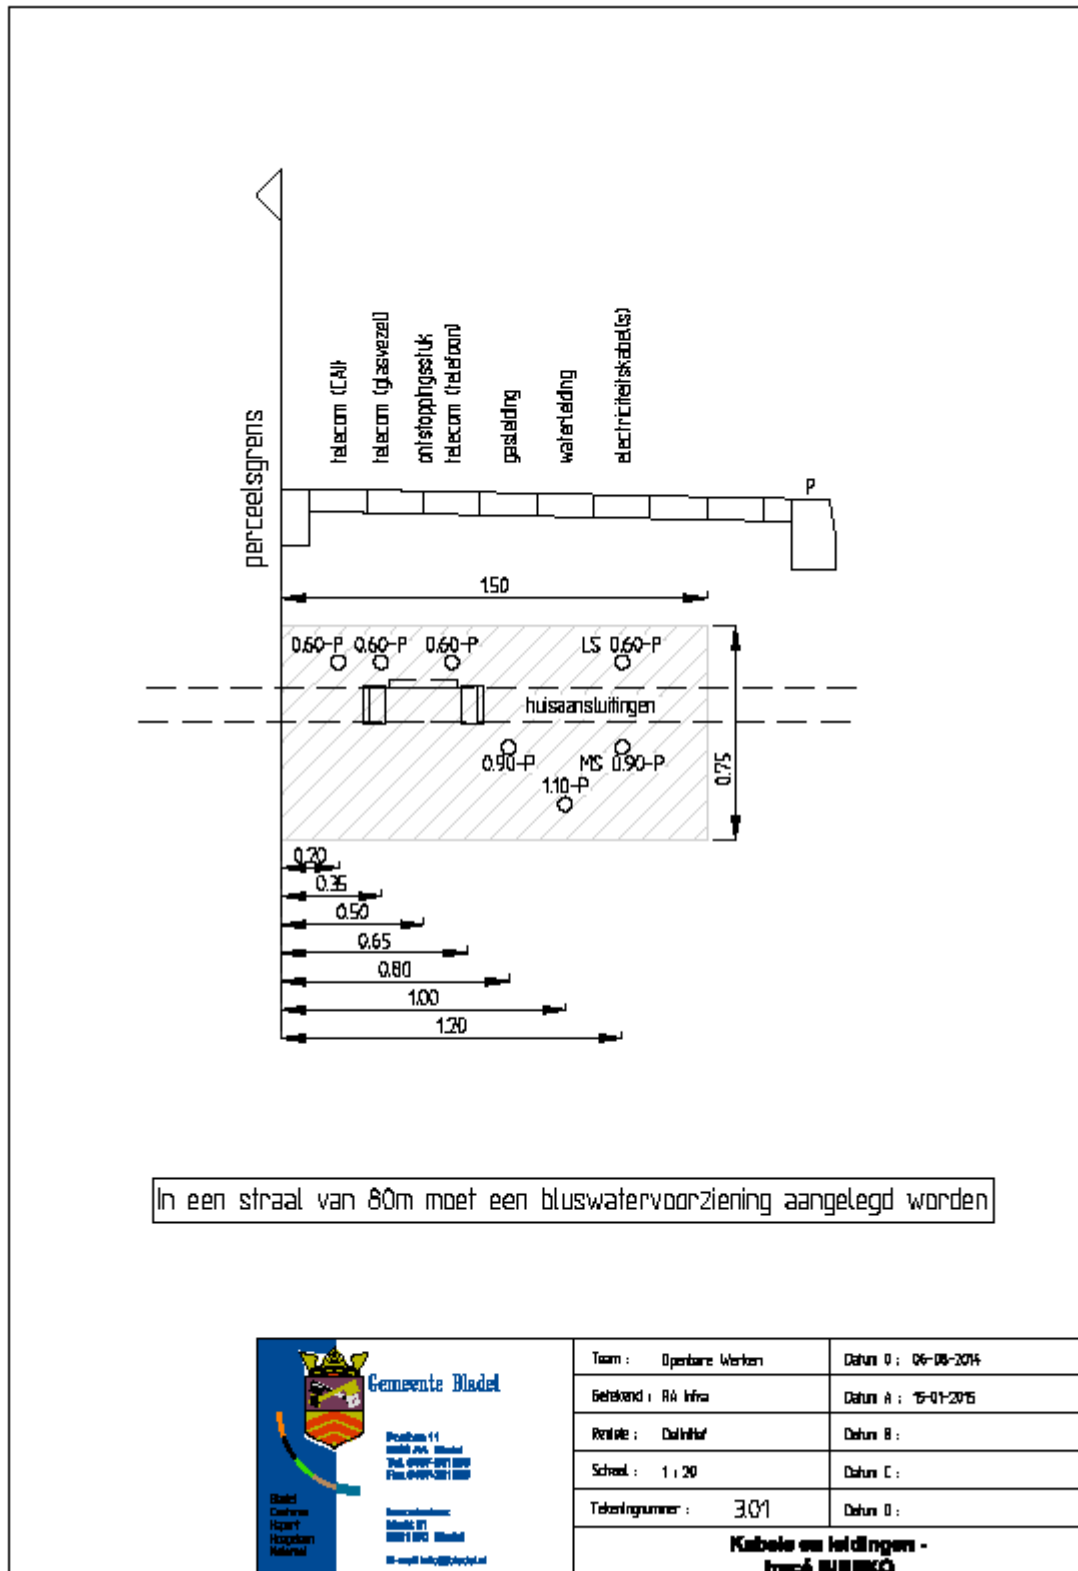 perceelsgrens
telecom (CAI)
telecom (glasvezel)
ontstoppingsstuk
telecom (telefoon)
gasleiding
waterleiding
electriciteitskabel(s)
P
1.50
0.60-P
0.60-P
0.60-P
LS 0.60-P
huisaansluitingen
0.90-P
MS 0.90-P
1.10-P
0.75
0.20
0.35
0.50
0.65
0.80
1.00
1.20
In een straal van 80m moet een bluswatervoorziening aangelegd worden
Gemeente Bladel
Postbus 11
Bladel
Hapert
Team : Openbare Werken
Datum 0 : 06-08-2014
Getekend : RA Infra
Datum A : 15-01-2015
Datum B :
Schaal : 1 : 20
Datum C :
Tekeningnummer : 3.01
Datum D :
Kabels en leidingen -